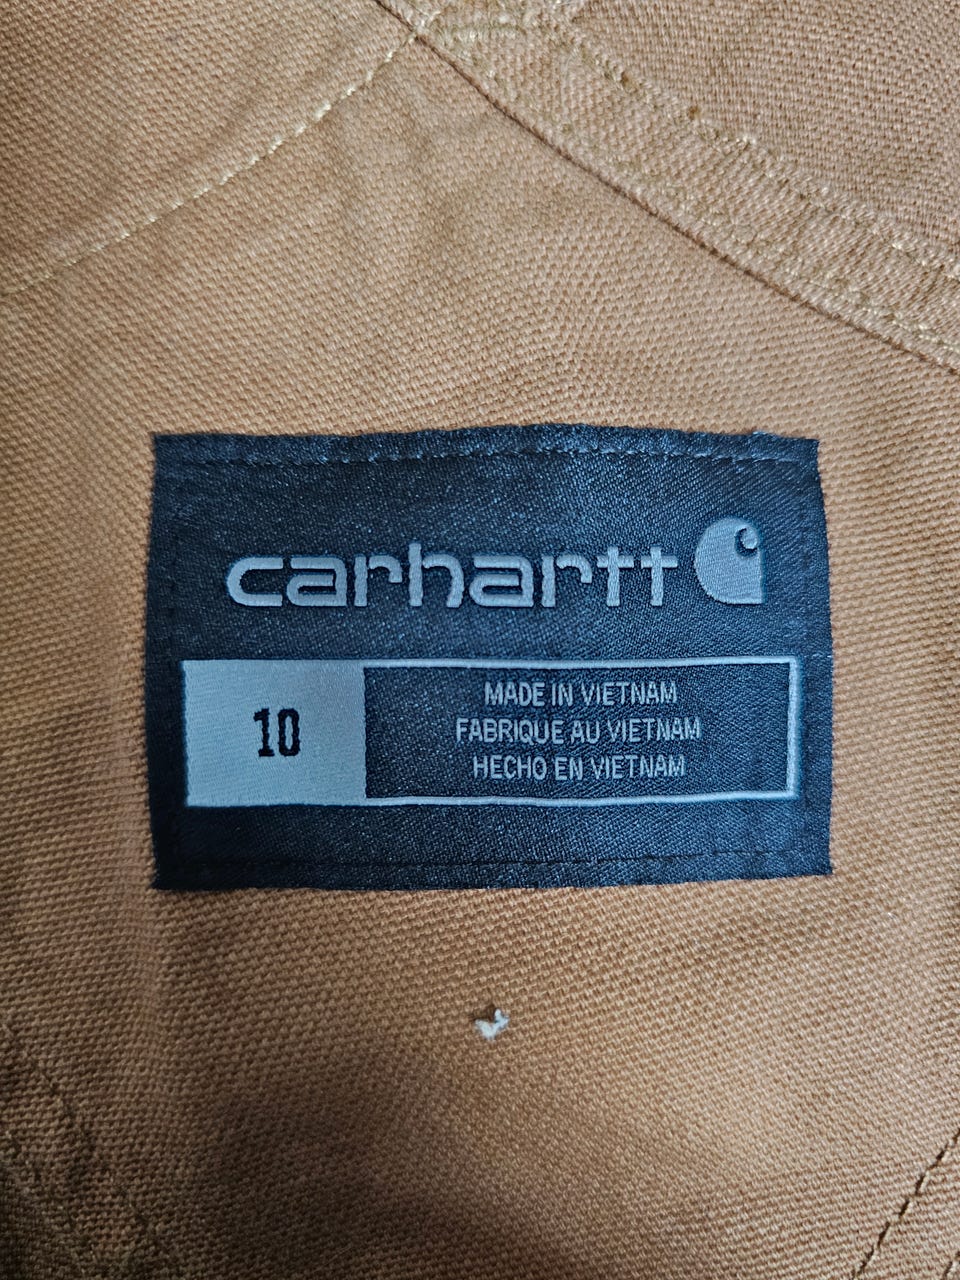 carhartt
10
MADE IN VIETNAM
FABRIQUE AU VIETNAM
HECHO EN VIETNAM